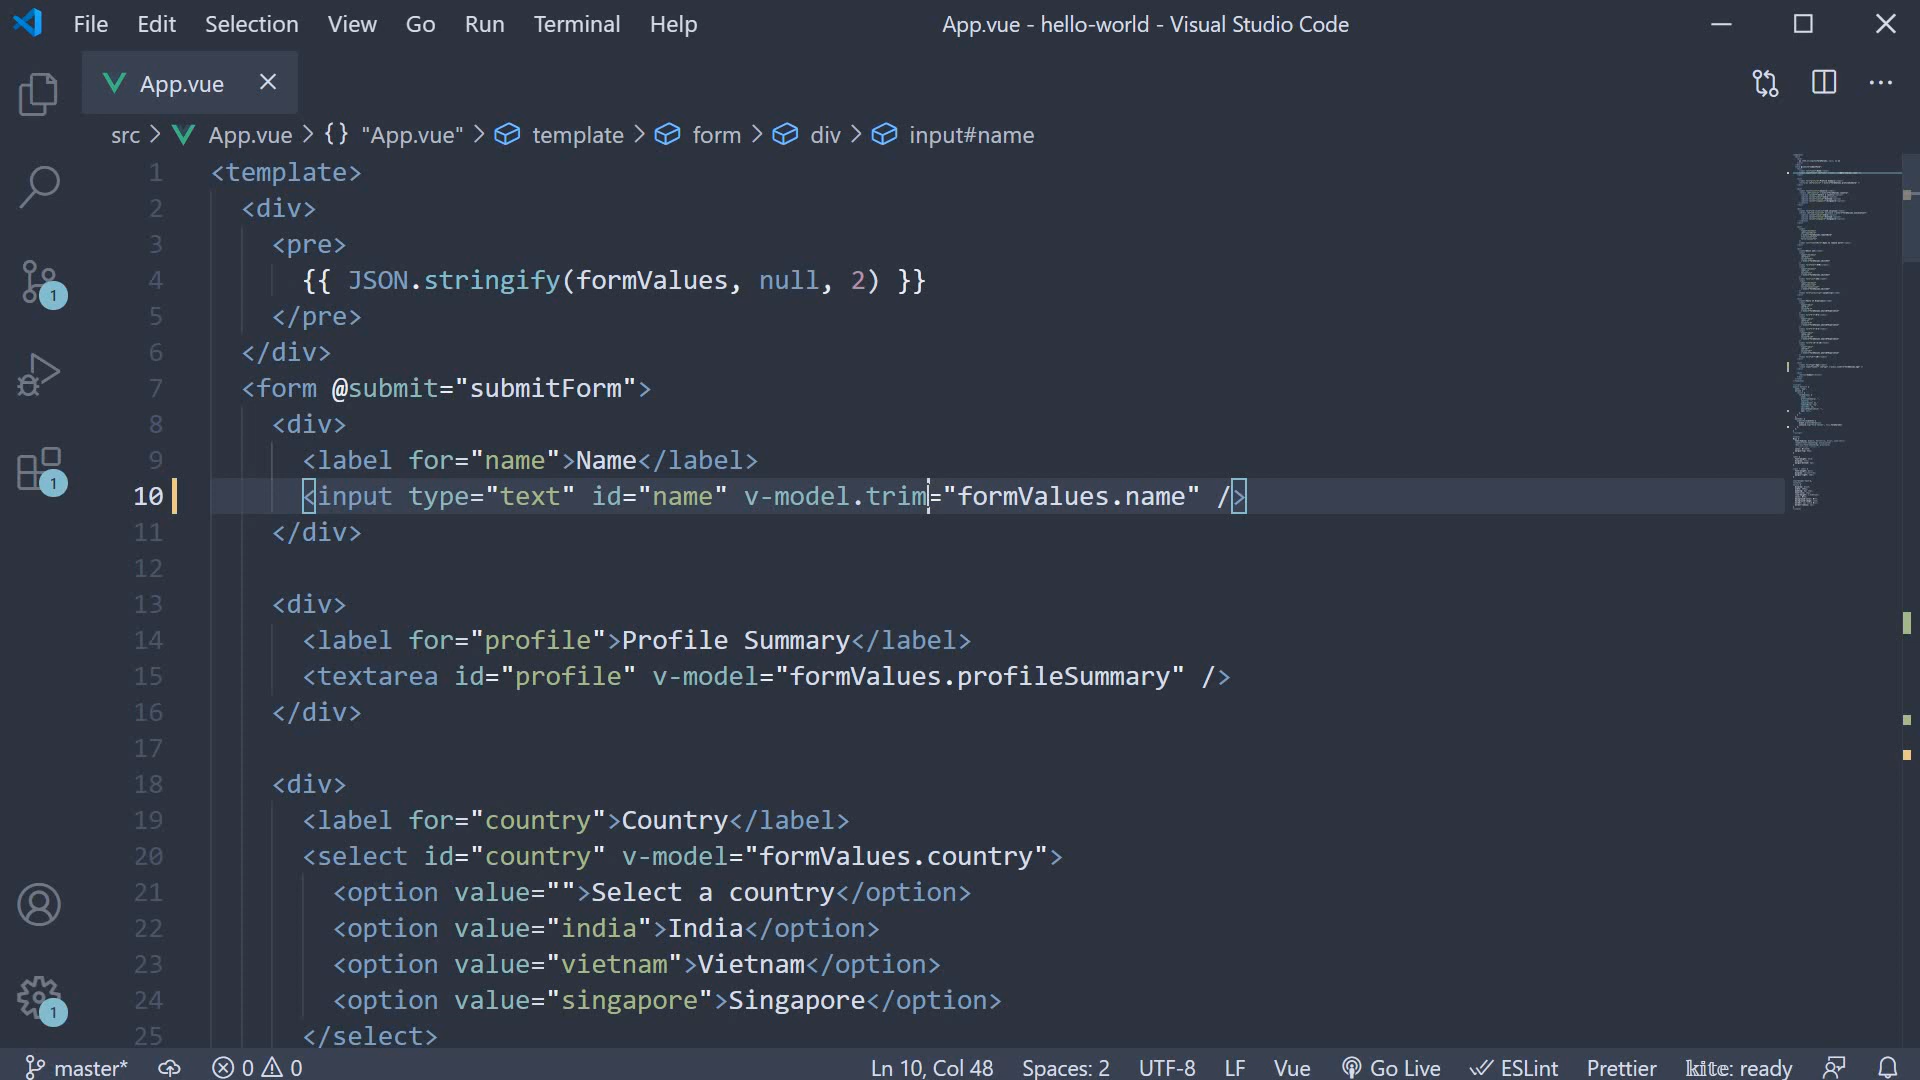 File Edit Selection View Go Run Terminal Help App.vue - hello-world - Visual Studio Code
App.vue
src > App.vue > {} "App.vue" > template > form > div > input#name
1 <template>
2 <div>
3 <pre>
4 {{ JSON.stringify(formValues, null, 2) }}
5 </pre>
6 </div>
7 <form @submit="submitForm">
8 <div>
9 <label for="name">Name</label>
10 <input type="text" id="name" v-model.trim="formValues.name" />
11 </div>
12
13 <div>
14 <label for="profile">Profile Summary</label>
15 <textarea id="profile" v-model="formValues.profileSummary" />
16 </div>
17
18 <div>
19 <label for="country">Country</label>
20 <select id="country" v-model="formValues.country">
21 <option value="">Select a country</option>
22 <option value="india">India</option>
23 <option value="vietnam">Vietnam</option>
24 <option value="singapore">Singapore</option>
25 </select>
1
1
1
master* 0 0 Ln 10, Col 48 Spaces: 2 UTF-8 LF Vue Go Live ESLint Prettier kite: ready